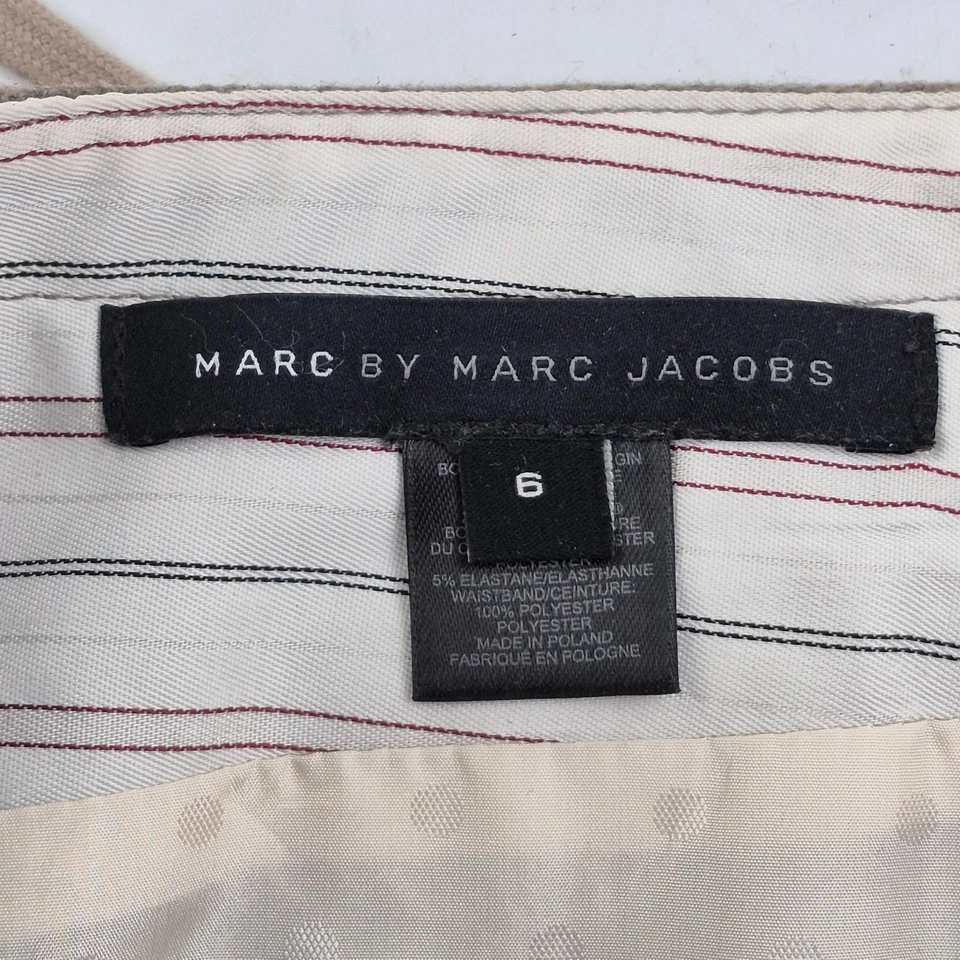 MARC BY MARC JACOBS
6
POLYESTER
5% ELASTANE/ELASTHANNE
WAISTBAND/CEINTURE:
100% POLYESTER
POLYESTER
MADE IN POLAND
FABRIQUÉ EN POLOGNE